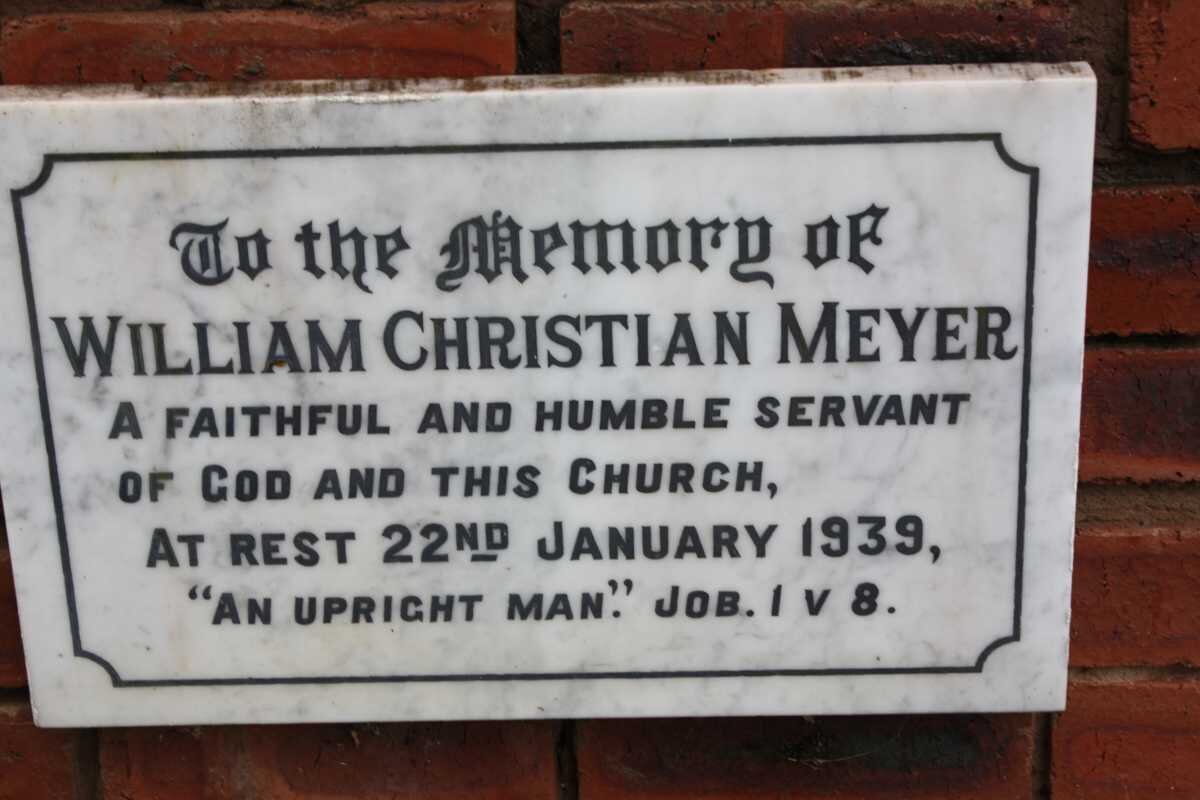 To the Memory of
WILLIAM CHRISTIAN MEYER
A FAITHFUL AND HUMBLE SERVANT
OF GOD AND THIS CHURCH,
AT REST 22ND JANUARY 1939,
"AN UPRIGHT MAN". JOB. 1 V 8.